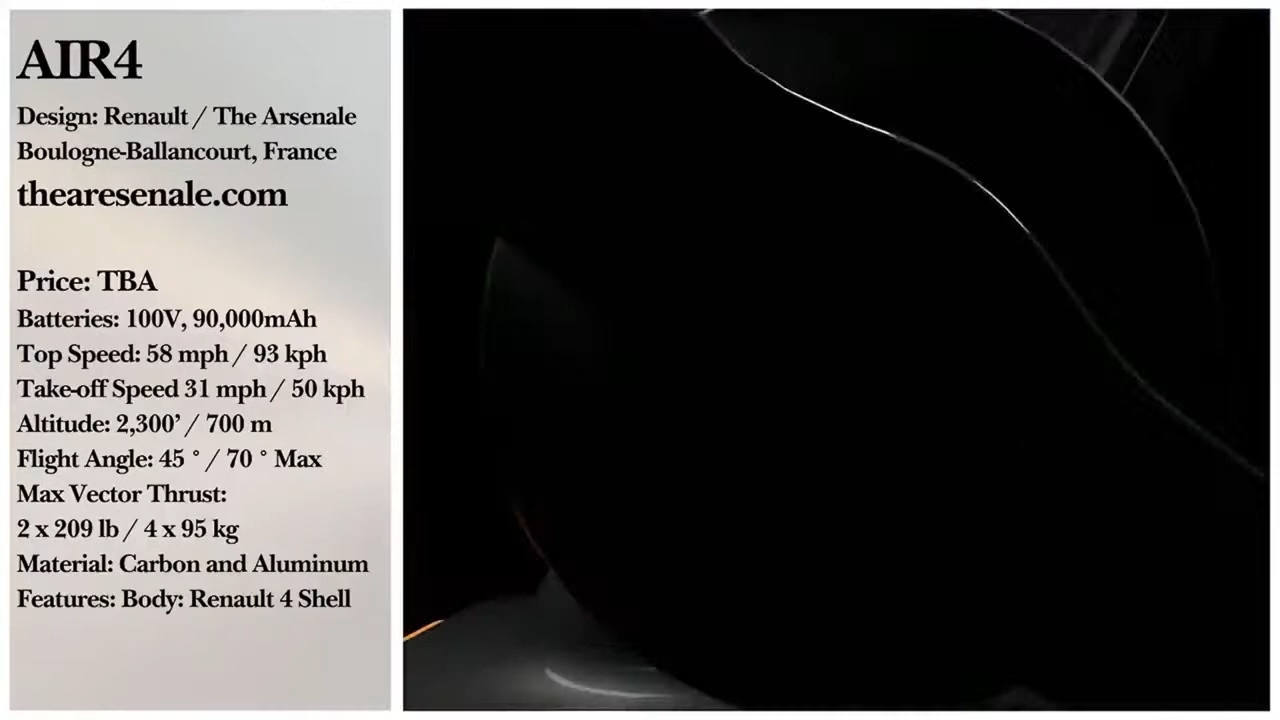 AIR4
Design: Renault / The Arsenale
Boulogne-Ballancourt, France
thearesenale.com
Price: TBA
Batteries: 100V, 90,000mAh
Top Speed: 58 mph / 93 kph
Take-off Speed 31 mph / 50 kph
Altitude: 2,300’ / 700 m
Flight Angle: 45 ° / 70 ° Max
Max Vector Thrust:
2 x 209 lb / 4 x 95 kg
Material: Carbon and Aluminum
Features: Body: Renault 4 Shell